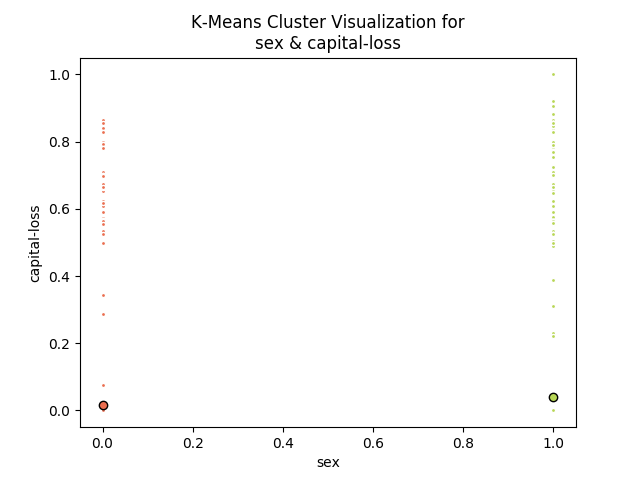 K-Means Cluster Visualization for
sex & capital-loss
1.0
0.8
0.6
0.4
0.2
0.0
capital-loss
0.0 0.2 0.4 0.6 0.8 1.0
sex